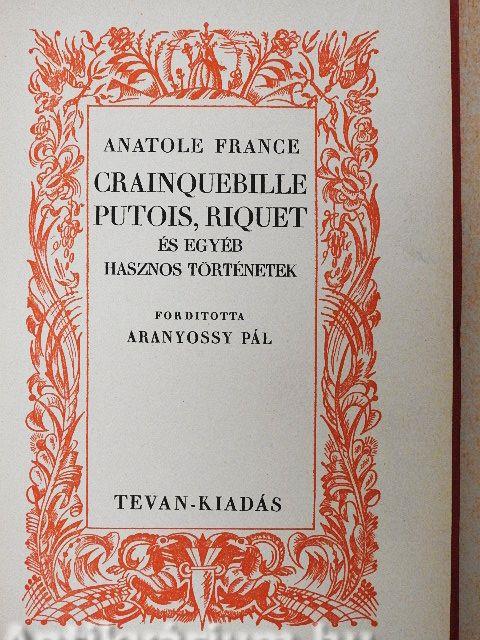 ANATOLE FRANCE
CRAINQUEBILLE
PUTOIS, RIQUET
ÉS EGYÉB
HASZNOS TÖRTÉNETEK
FORDITOTTA
ARANYOSSY PÁL
TEVAN-KIADÁS